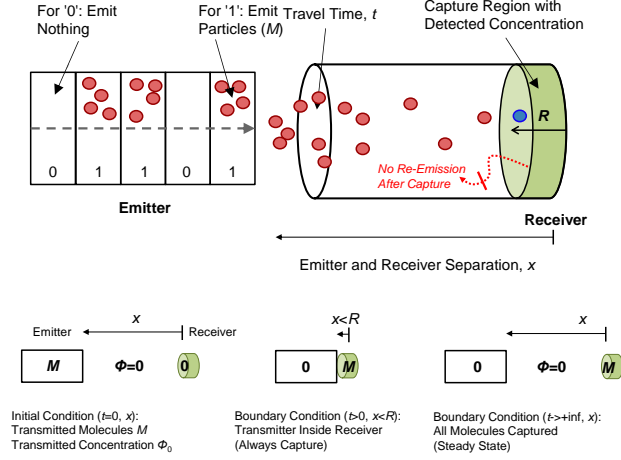 For '0': Emit
Nothing
For '1': Emit
Particles (M)
Travel Time, t
Capture Region with
Detected Concentration
R
0 1 1 0 1
No Re-Emission
After Capture
Emitter
Receiver
Emitter and Receiver Separation, x
Emitter x Receiver
M Φ=0 0
Initial Condition (t=0, x):
Transmitted Molecules M
Transmitted Concentration Φ0
x<R
0 M
Boundary Condition (t>0, x<R):
Transmitter Inside Receiver
(Always Capture)
x
0 Φ=0 M
Boundary Condition (t->+inf, x):
All Molecules Captured
(Steady State)